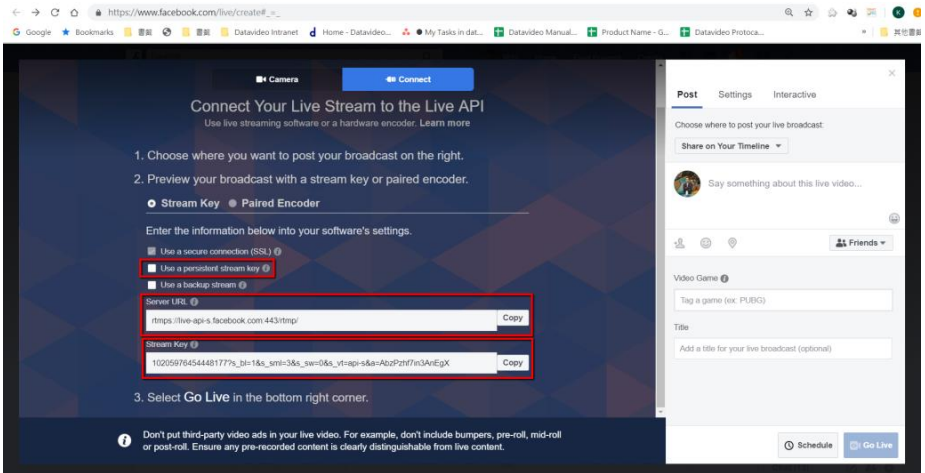 https://www.facebook.com/live/create#_=_
Google Bookmarks Datavideo Intranet d Home - Datavideo... My Tasks in dat... Datavideo Manual... Product Name - G... Datavideo Protoca...
Camera Connect
Connect Your Live Stream to the Live API
Use live streaming software or a hardware encoder. Learn more
1. Choose where you want to post your broadcast on the right.
2. Preview your broadcast with a stream key or paired encoder.
Stream Key Paired Encoder
Enter the information below into your software's settings.
Use a secure connection (SSL)
Use a persistent stream key
Use a backup stream
Server URL
rtmps://live-api-s.facebook.com:443/rtmp/ Copy
Stream Key
10205976454448177?s_bl=1&s_sml=3&s_sw=0&s_vt=api-s&a=AbzPzhf7in3AnEgX Copy
3. Select Go Live in the bottom right corner.
Don't put third-party video ads in your live video. For example, don't include bumpers, pre-roll, mid-roll
or post-roll. Ensure any pre-recorded content is clearly distinguishable from live content.
Post Settings Interactive
Choose where to post your live broadcast:
Share on Your Timeline
Say something about this live video...
Friends
Video Game
Tag a game (ex: PUBG)
Title
Add a title for your live broadcast (optional)
Schedule Go Live